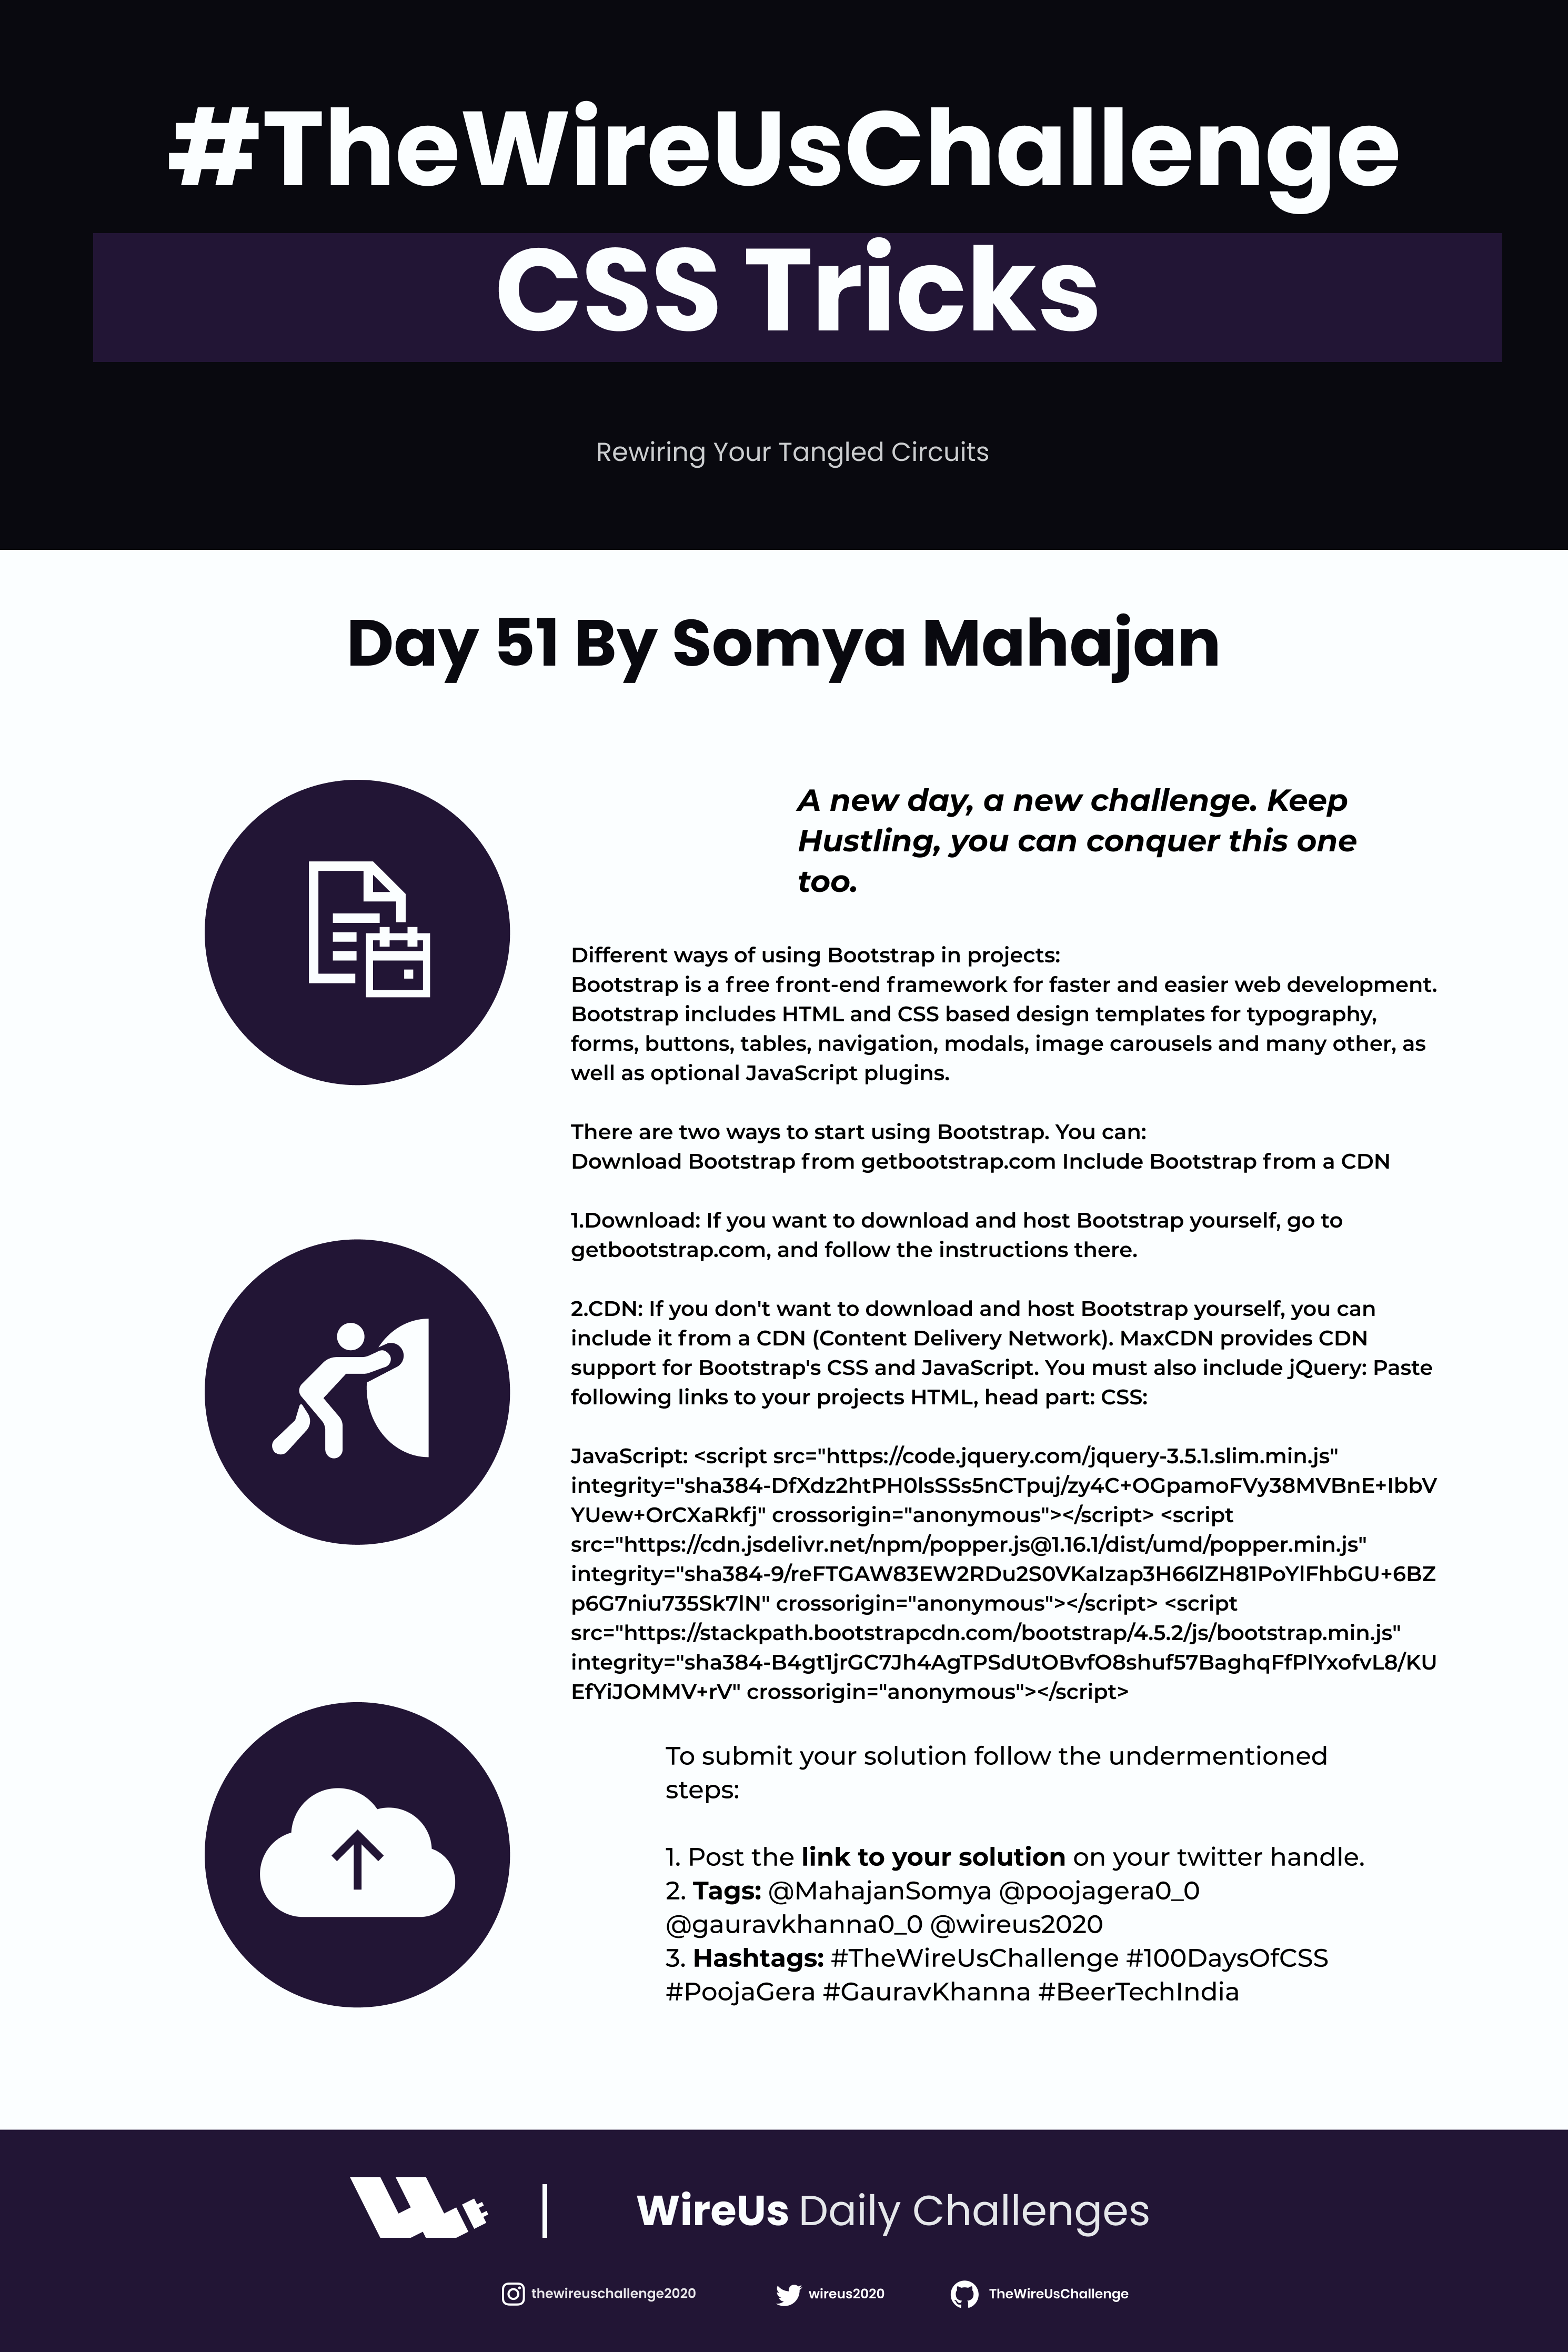 #TheWireUsChallenge
CSS Tricks
Rewiring Your Tangled Circuits
Day 51 By Somya Mahajan
A new day, a new challenge. Keep
Hustling, you can conquer this one
too.
Different ways of using Bootstrap in projects:
Bootstrap is a free front-end framework for faster and easier web development.
Bootstrap includes HTML and CSS based design templates for typography,
forms, buttons, tables, navigation, modals, image carousels and many other, as
well as optional JavaScript plugins.
There are two ways to start using Bootstrap. You can:
Download Bootstrap from getbootstrap.com Include Bootstrap from a CDN
1.Download: If you want to download and host Bootstrap yourself, go to
getbootstrap.com, and follow the instructions there.
2.CDN: If you don't want to download and host Bootstrap yourself, you can
include it from a CDN (Content Delivery Network). MaxCDN provides CDN
support for Bootstrap's CSS and JavaScript. You must also include jQuery: Paste
following links to your projects HTML, head part: CSS:
JavaScript: <script src="https://code.jquery.com/jquery-3.5.1.slim.min.js"
integrity="sha384-DfXdz2htPH0lsSSs5nCTpuj/zy4C+OGpamoFVy38MVBnE+IbbV
YUew+OrCXaRkfj" crossorigin="anonymous"></script> <script
src="https://cdn.jsdelivr.net/npm/popper.js@1.16.1/dist/umd/popper.min.js"
integrity="sha384-9/reFTGAW83EW2RDu2S0VKaIzap3H66lZH81PoYlFhbGU+6BZ
p6G7niu735Sk7lN" crossorigin="anonymous"></script> <script
src="https://stackpath.bootstrapcdn.com/bootstrap/4.5.2/js/bootstrap.min.js"
integrity="sha384-B4gt1jrGC7Jh4AgTPSdUtOBvfO8shuf57BaghqFfPlYxofvL8/KU
EfYiJOMMV+rV" crossorigin="anonymous"></script>
To submit your solution follow the undermentioned
steps:
1. Post the link to your solution on your twitter handle.
2. Tags: @MahajanSomya @poojagera0_0
@gauravkhanna0_0 @wireus2020
3. Hashtags: #TheWireUsChallenge #100DaysOfCSS
#PoojaGera #GauravKhanna #BeerTechIndia
WireUs Daily Challenges
thewireuschallenge2020 wireus2020 TheWireUsChallenge